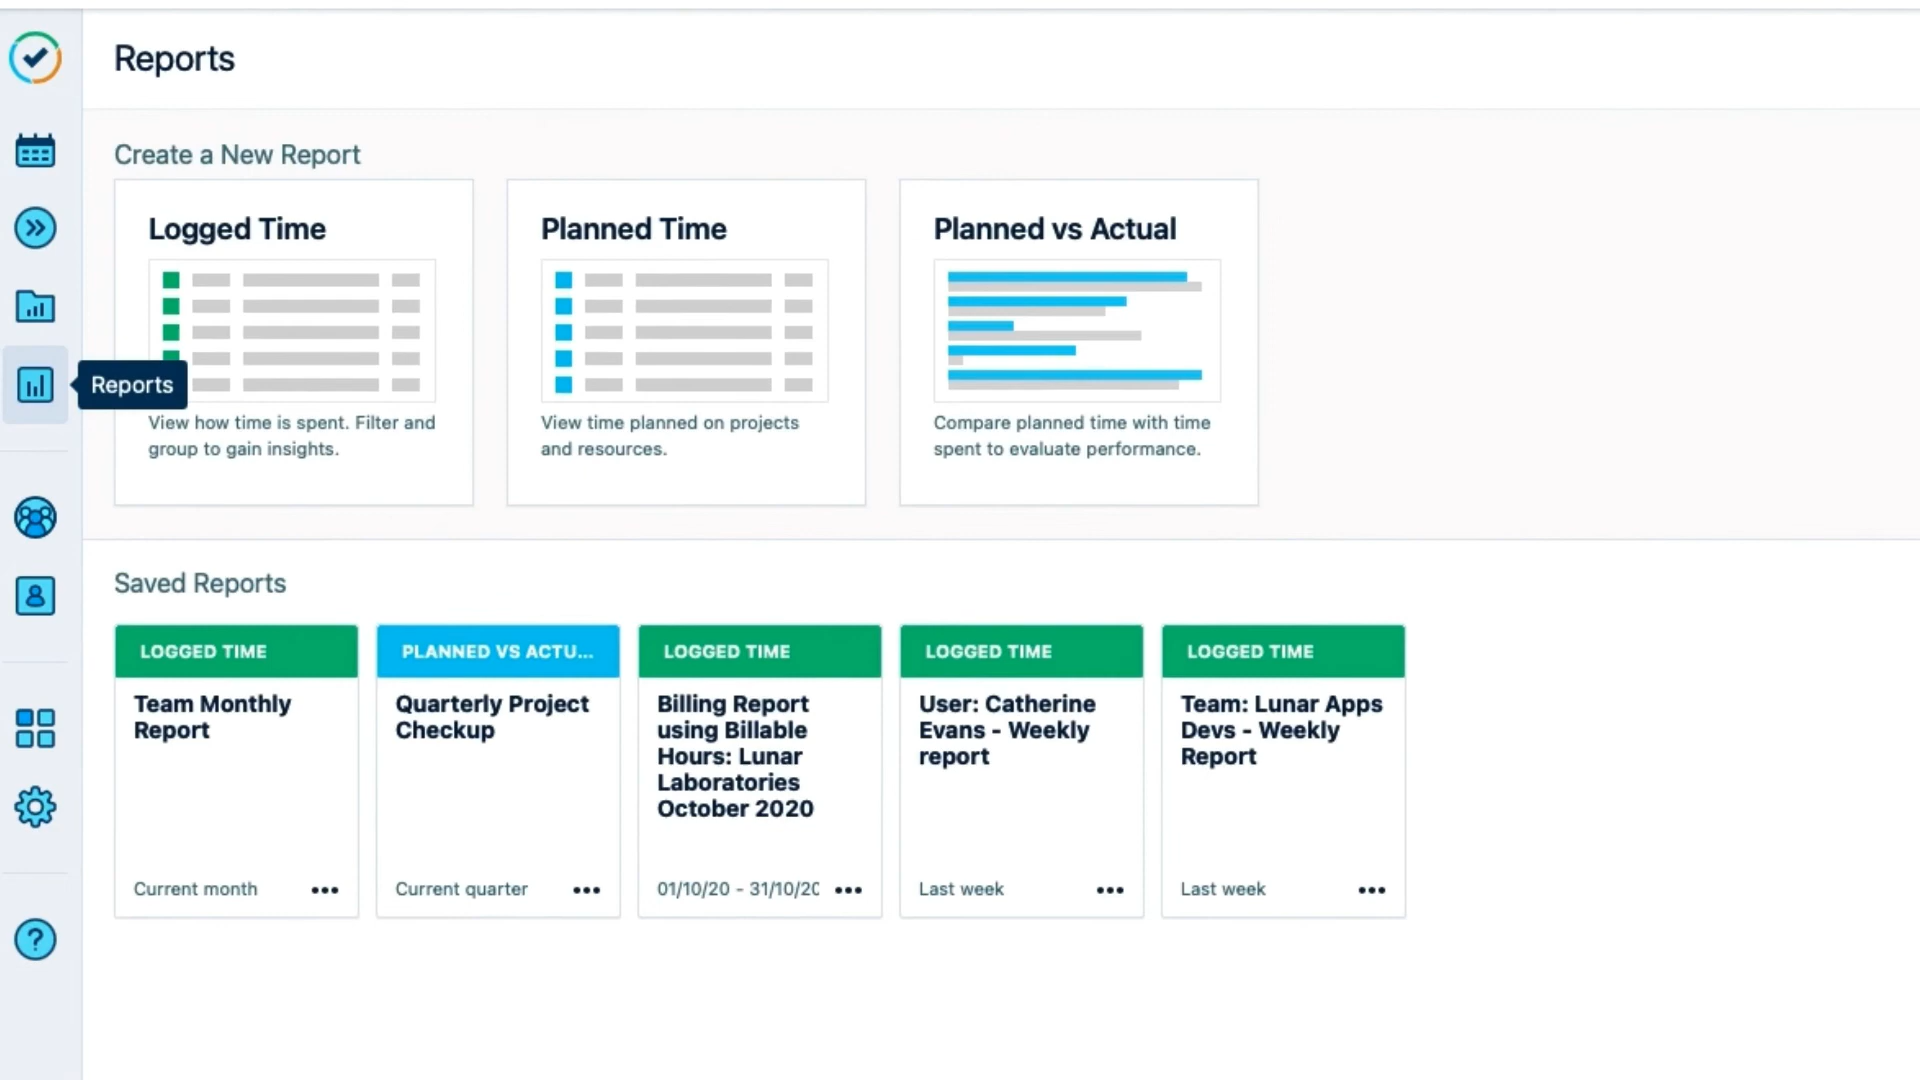 Reports
Create a New Report
Logged Time
View how time is spent. Filter and
group to gain insights.
Planned Time
View time planned on projects
and resources.
Planned vs Actual
Compare planned time with time
spent to evaluate performance.
Reports
Saved Reports
LOGGED TIME
Team Monthly
Report
Current month
PLANNED VS ACTU...
Quarterly Project
Checkup
Current quarter
LOGGED TIME
Billing Report
using Billable
Hours: Lunar
Laboratories
October 2020
01/10/20 - 31/10/20
LOGGED TIME
User: Catherine
Evans - Weekly
report
Last week
LOGGED TIME
Team: Lunar Apps
Devs - Weekly
Report
Last week
?